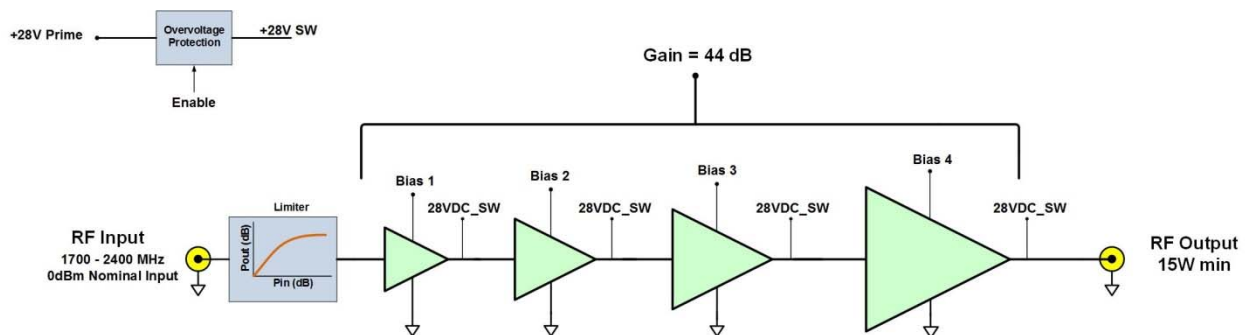 +28V Prime
Overvoltage
Protection
+28V SW
Enable
Gain = 44 dB
Bias 1
Bias 2
Bias 3
Bias 4
28VDC_SW
28VDC_SW
28VDC_SW
28VDC_SW
Limiter
Pout (dB)
Pin (dB)
RF Input
1700 - 2400 MHz
0dBm Nominal Input
RF Output
15W min